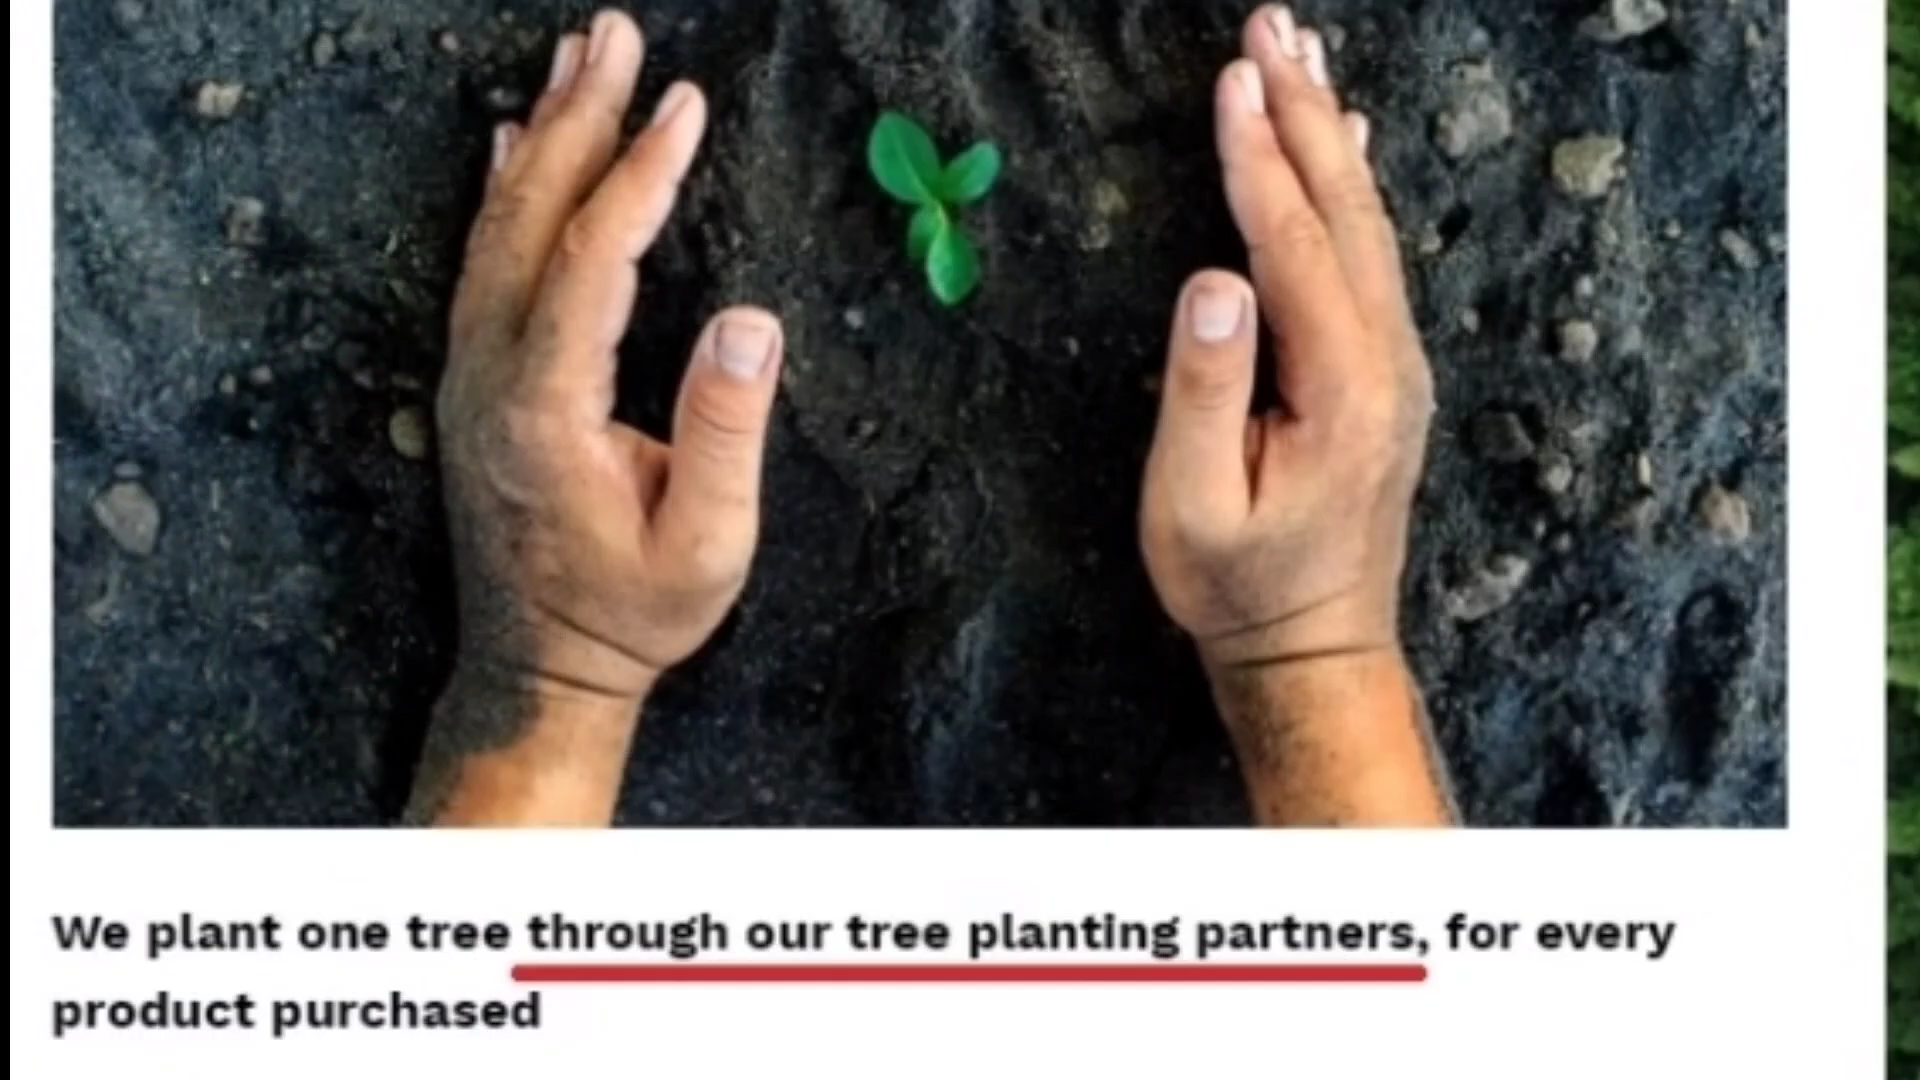 We plant one tree through our tree planting partners, for every
product purchased